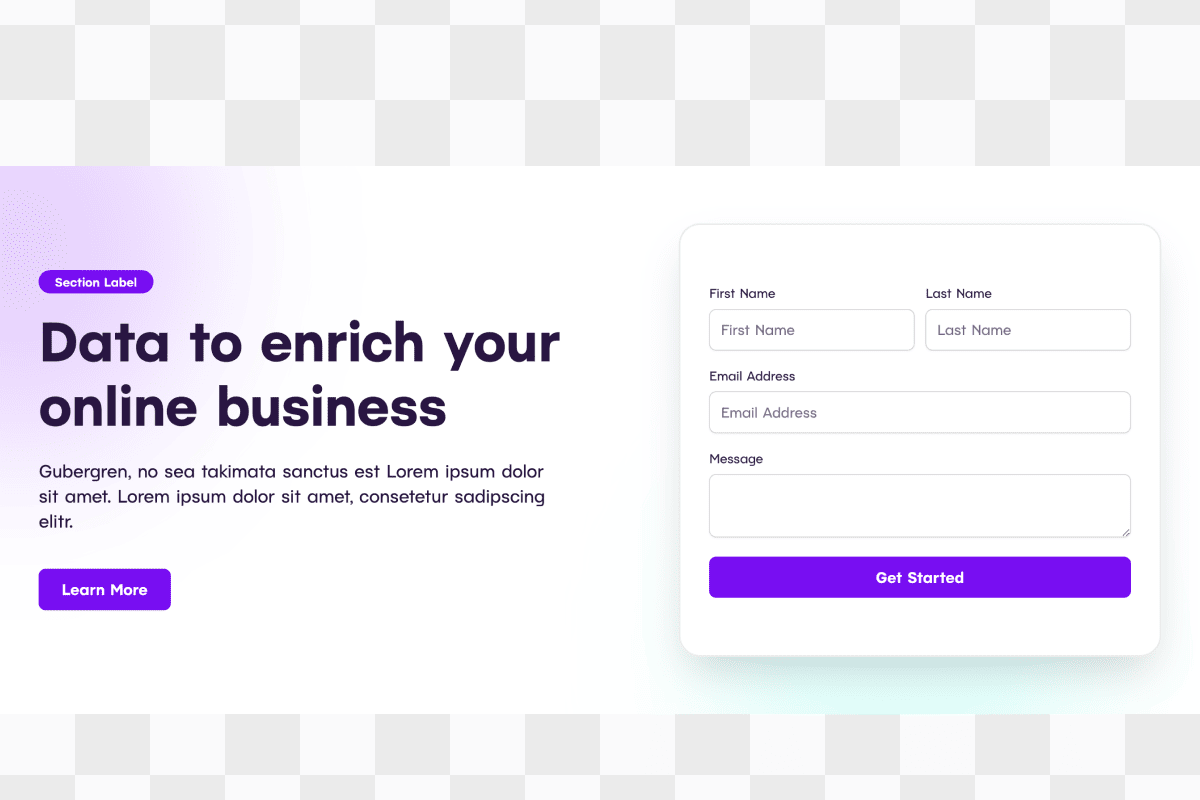 Section Label
Data to enrich your
online business
Gubergren, no sea takimata sanctus est Lorem ipsum dolor
sit amet. Lorem ipsum dolor sit amet, consetetur sadipscing
elitr.
Learn More
First Name
Last Name
First Name
Last Name
Email Address
Email Address
Message
Get Started